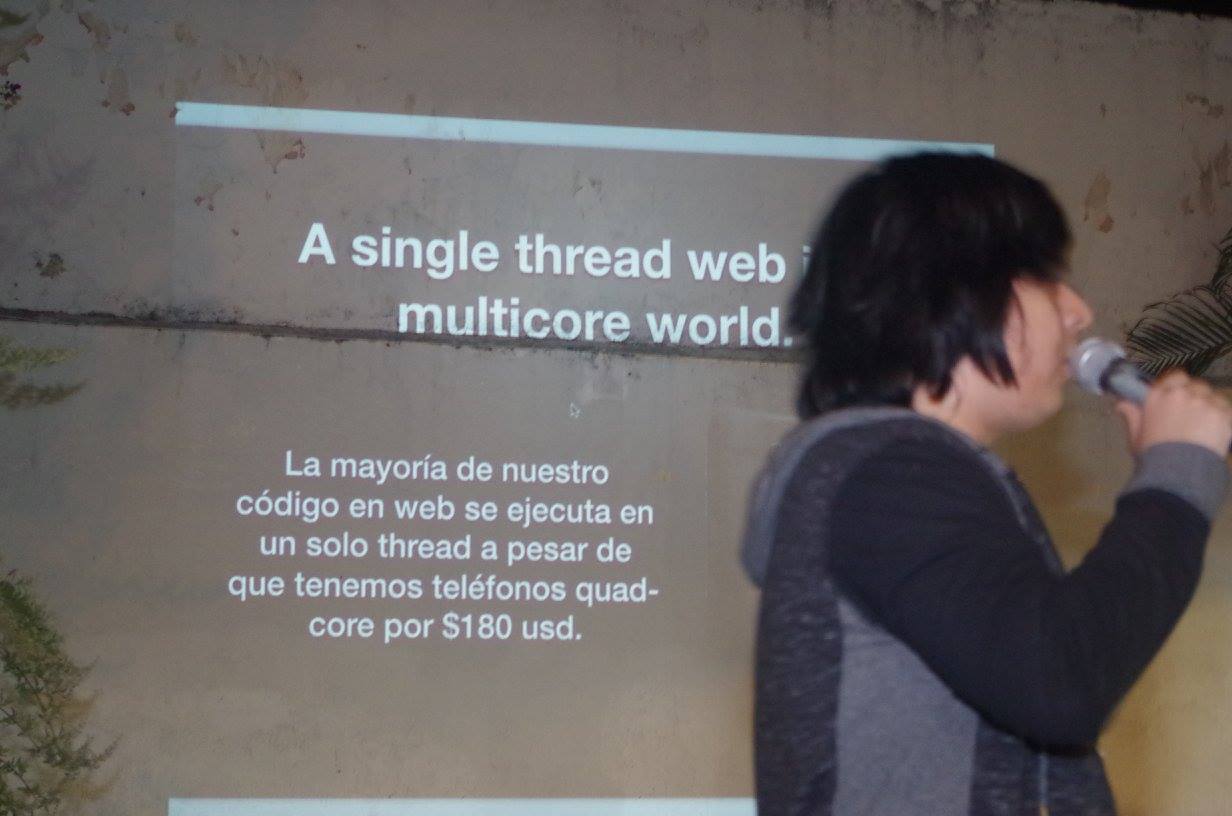 A single thread web
multicore world.
La mayoría de nuestro
código en web se ejecuta en
un solo thread a pesar de
que tenemos teléfonos quad-
core por $180 usd.